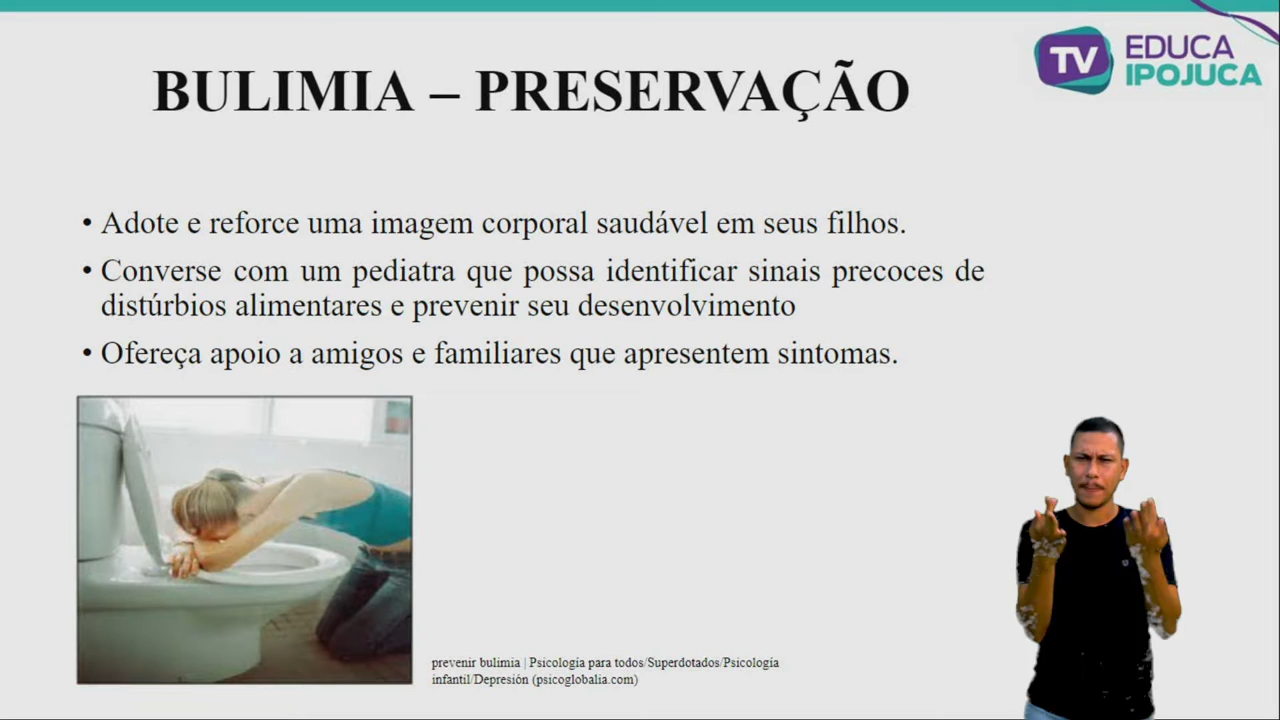 TV EDUCA
IPOJUCA
BULIMIA – PRESERVAÇÃO
• Adote e reforce uma imagem corporal saudável em seus filhos.
• Converse com um pediatra que possa identificar sinais precoces de
distúrbios alimentares e prevenir seu desenvolvimento
• Ofereça apoio a amigos e familiares que apresentem sintomas.
prevenir bulimia | Psicología para todos/Superdotados/Psicología
infantil/Depresión (psicoglobalia.com)